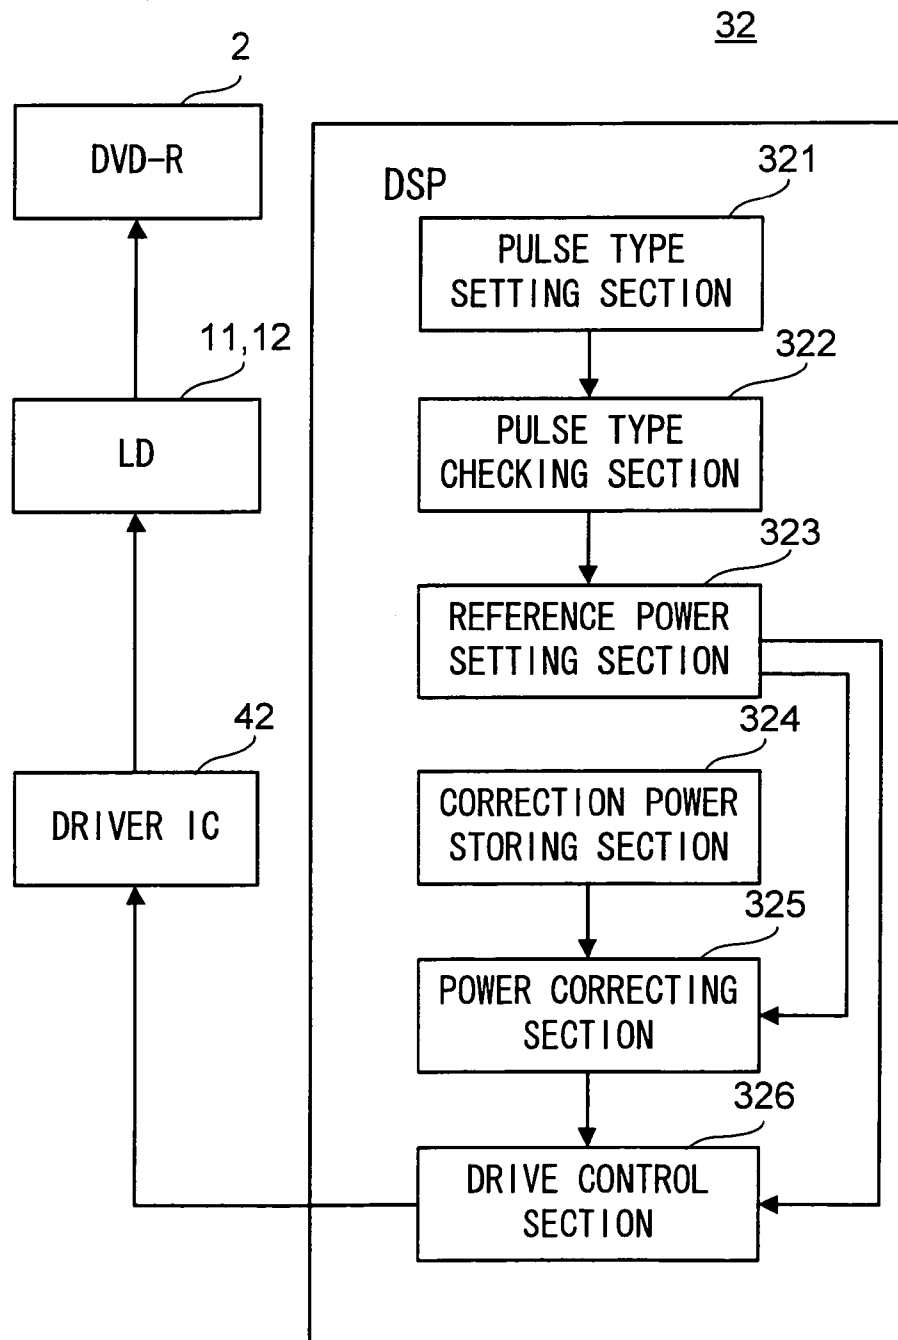 32
2
DVD-R
11,12
LD
42
DRIVER IC
DSP
321
PULSE TYPE
SETTING SECTION
322
PULSE TYPE
CHECKING SECTION
323
REFERENCE POWER
SETTING SECTION
324
CORRECTION POWER
STORING SECTION
325
POWER CORRECTING
SECTION
326
DRIVE CONTROL
SECTION